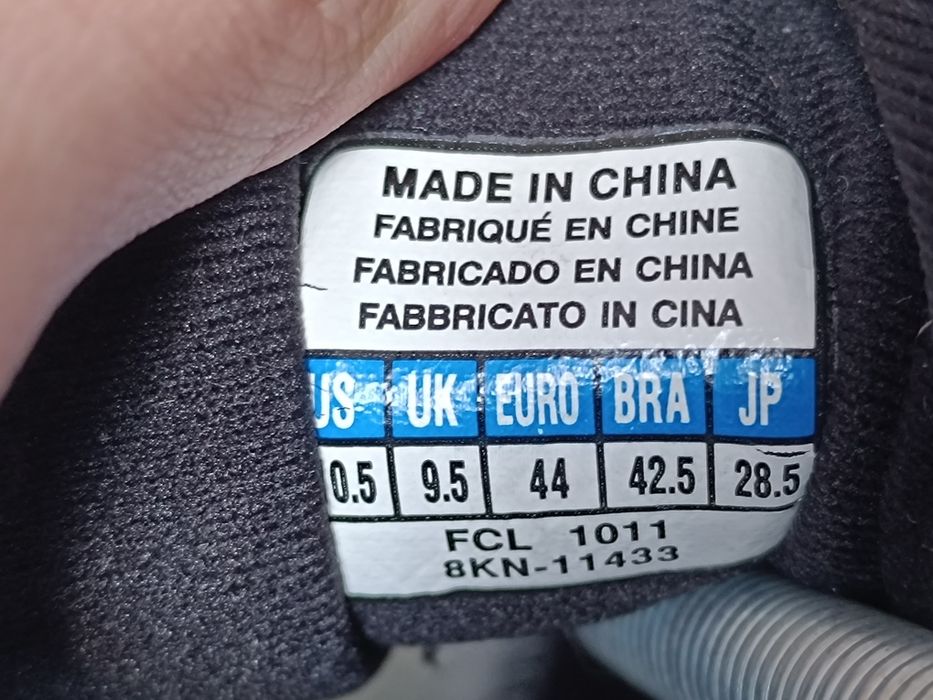 MADE IN CHINA
FABRIQUÉ EN CHINE
FABRICADO EN CHINA
FABBRICATO IN CINA
US UK EURO BRA JP
0.5 9.5 44 42.5 28.5
FCL 1011
8KN-11433